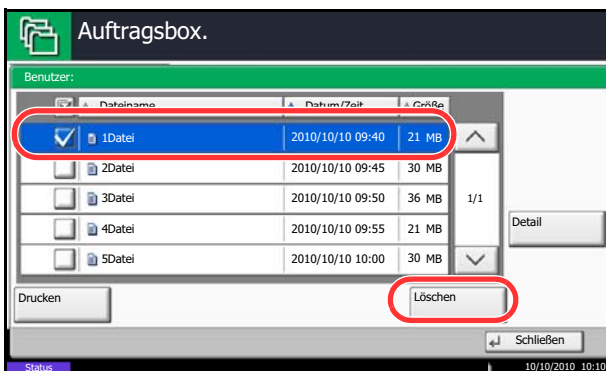 Auftragsbox.
Benutzer:
Dateiname Datum/Zeit Größe
1Datei 2010/10/10 09:40 21 MB
2Datei 2010/10/10 09:45 30 MB
3Datei 2010/10/10 09:50 36 MB
1/1
4Datei 2010/10/10 09:55 21 MB
Detail
5Datei 2010/10/10 10:00 30 MB
Drucken Löschen
Schließen
Status 10/10/2010 10:10